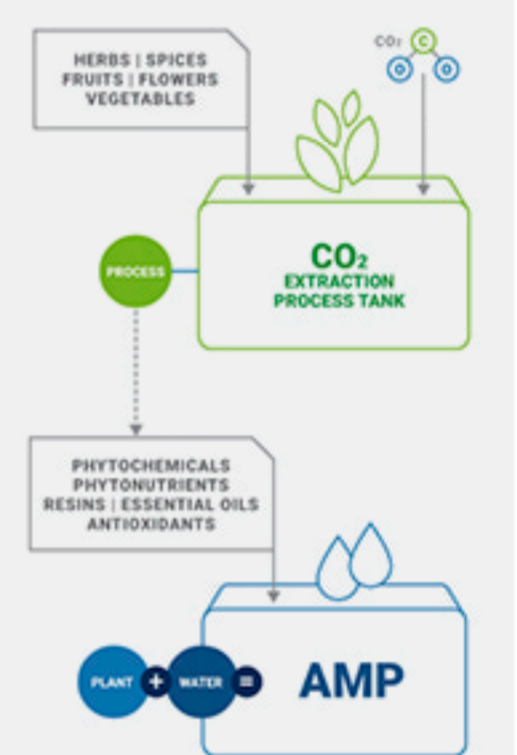 HERBS | SPICES
FRUITS | FLOWERS
VEGETABLES
CO₂
C
O O
CO₂
EXTRACTION
PROCESS TANK
PROCESS
PHYTOCHEMICALS
PHYTONUTRIENTS
RESINS | ESSENTIAL OILS
ANTIOXIDANTS
PLANT + WATER = AMP